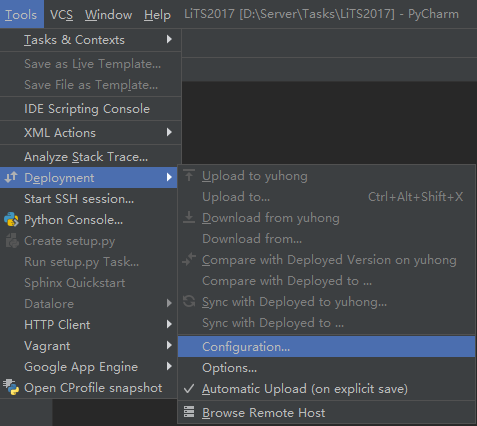 Tools VCS Window Help LiTS2017 [D:\Server\Tasks\LiTS2017] - PyCharm
Tasks & Contexts
Save as Live Template...
Save File as Template...
IDE Scripting Console
XML Actions
Analyze Stack Trace...
Deployment
Start SSH session...
Python Console...
Create setup.py
Run setup.py Task...
Sphinx Quickstart
Datalore
HTTP Client
Vagrant
Google App Engine
Open CProfile snapshot
Upload to yuhong
Upload to... Ctrl+Alt+Shift+X
Download from yuhong
Download from...
Compare with Deployed Version on yuhong
Compare with Deployed to ...
Sync with Deployed to yuhong...
Sync with Deployed to ...
Configuration...
Options...
Automatic Upload (on explicit save)
Browse Remote Host